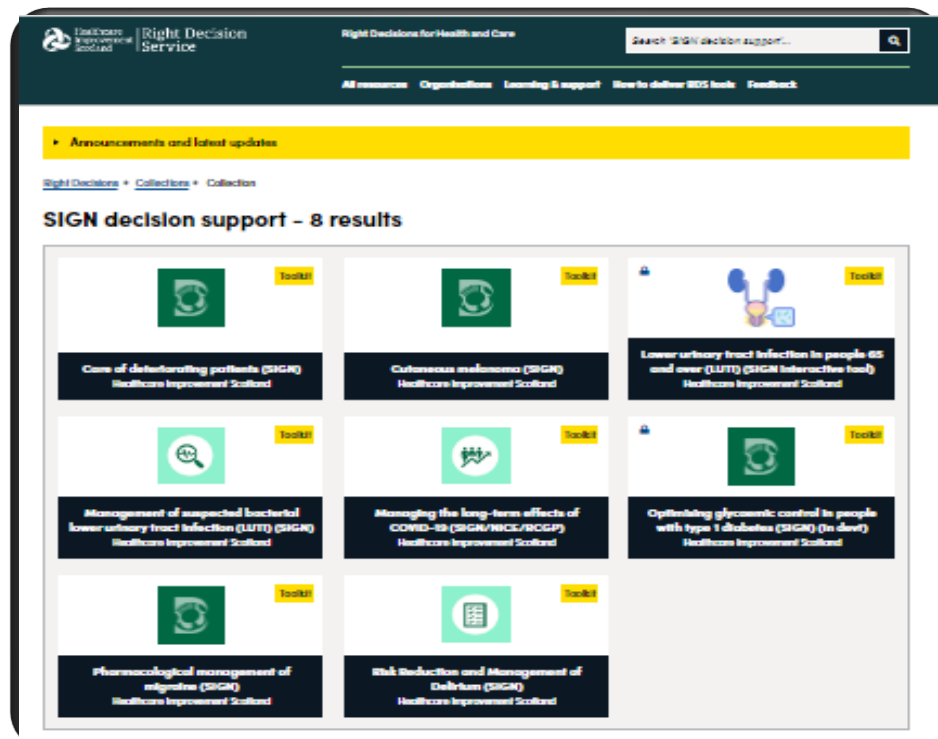 Healthcare
Improvement
Scotland
Right Decision
Service
Right Decisions for Health and Care
Search 'SIGN decision support'...
All resources Organisations Learning & support How to deliver RDS tools Feedback
Announcements and latest updates
Right Decisions Collections Collection
SIGN decision support - 8 results
Toolkit
Care of deteriorating patients (SIGN)
Healthcare Improvement Scotland
Toolkit
Cutaneous melanoma (SIGN)
Healthcare Improvement Scotland
Toolkit
Lower urinary tract infection in people 65
and over (LUTI) (SIGN interactive tool)
Healthcare Improvement Scotland
Toolkit
Management of suspected bacterial
lower urinary tract infection (LUTI) (SIGN)
Healthcare Improvement Scotland
Toolkit
Managing the long-term effects of
COVID-19 (SIGN/NICE/RCGP)
Healthcare Improvement Scotland
Toolkit
Optimising glycaemic control in people
with type 1 diabetes (SIGN) (in devt)
Healthcare Improvement Scotland
Toolkit
Pharmacological management of
migraine (SIGN)
Healthcare Improvement Scotland
Toolkit
Risk Reduction and Management of
Delirium (SIGN)
Healthcare Improvement Scotland